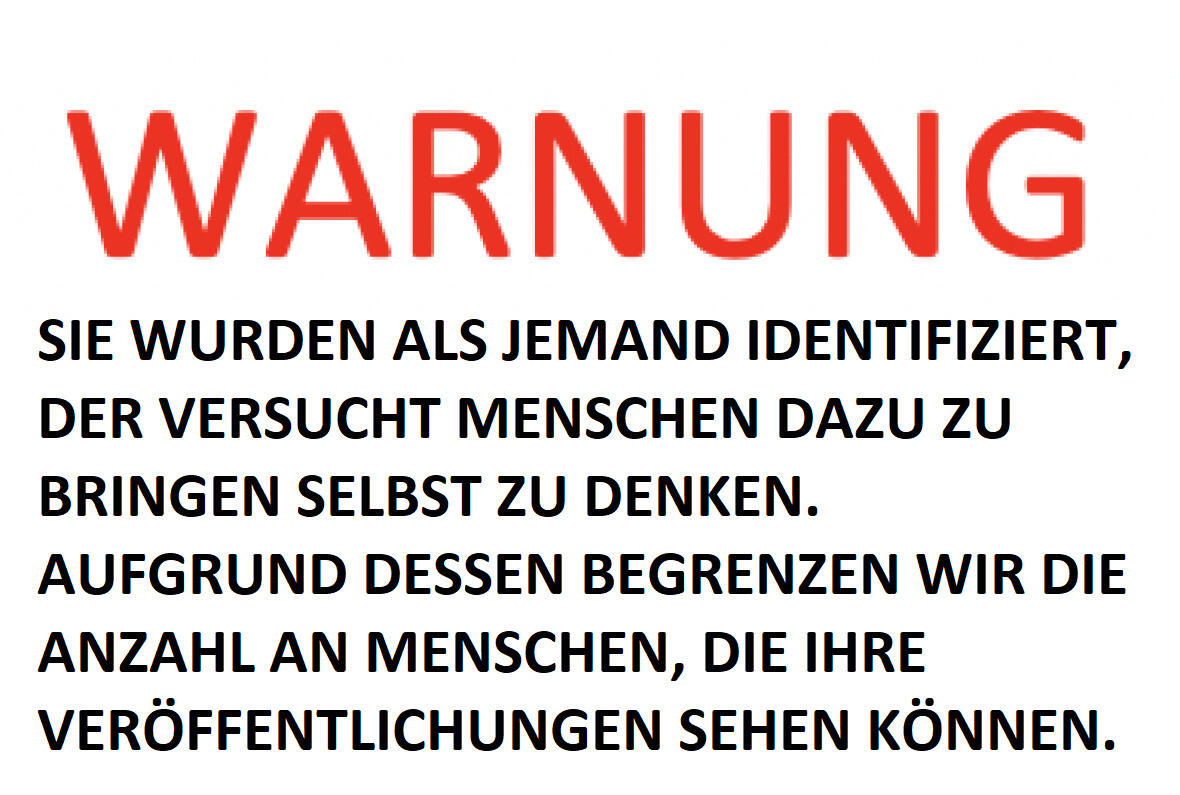 WARNUNG
SIE WURDEN ALS JEMAND IDENTIFIZIERT,
DER VERSUCHT MENSCHEN DAZU ZU
BRINGEN SELBST ZU DENKEN.
AUFGRUND DESSEN BEGRENZEN WIR DIE
ANZAHL AN MENSCHEN, DIE IHRE
VERÖFFENTLICHUNGEN SEHEN KÖNNEN.